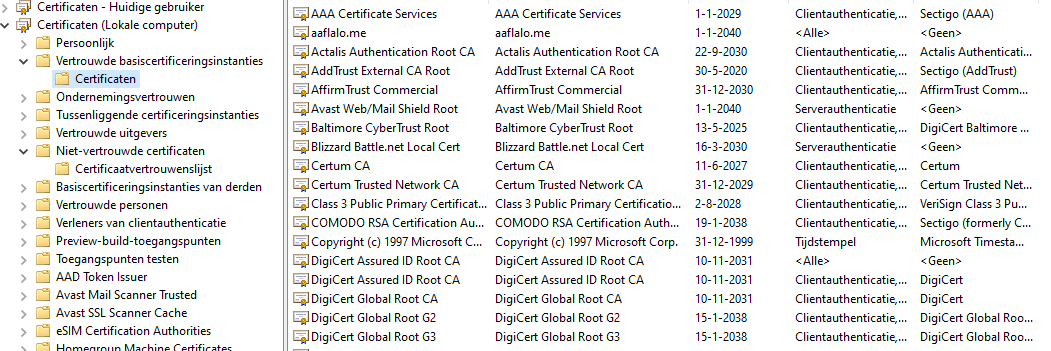 Certificaten - Huidige gebruiker
Certificaten (Lokale computer)
Persoonlijk
Vertrouwde basiscertificeringsinstanties
Certificaten
Ondernemingsvertrouwen
Tussenliggende certificeringsinstanties
Vertrouwde uitgevers
Niet-vertrouwde certificaten
Certificaatvertrouwenslijst
Basiscertificeringsinstanties van derden
Vertrouwde personen
Verleners van clientauthenticatie
Preview-build-toegangspunten
Toegangspunten testen
AAD Token Issuer
Avast Mail Scanner Trusted
Avast SSL Scanner Cache
eSIM Certification Authorities
Homegroup Machine Certificates
AAA Certificate Services AAA Certificate Services 1-1-2029 Clientauthenticatie,... Sectigo (AAA)
aaflalo.me aaflalo.me 1-1-2040 <Alle> <Geen>
Actalis Authentication Root CA Actalis Authentication Root CA 22-9-2030 Clientauthenticatie,... Actalis Authenticati...
AddTrust External CA Root AddTrust External CA Root 30-5-2020 Clientauthenticatie,... Sectigo (AddTrust)
AffirmTrust Commercial AffirmTrust Commercial 31-12-2030 Clientauthenticatie,... AffirmTrust Comm...
Avast Web/Mail Shield Root Avast Web/Mail Shield Root 1-1-2040 Serverauthenticatie <Geen>
Baltimore CyberTrust Root Baltimore CyberTrust Root 13-5-2025 Clientauthenticatie,... DigiCert Baltimore ...
Blizzard Battle.net Local Cert Blizzard Battle.net Local Cert 16-3-2030 Serverauthenticatie <Geen>
Certum CA Certum CA 11-6-2027 Clientauthenticatie,... Certum
Certum Trusted Network CA Certum Trusted Network CA 31-12-2029 Clientauthenticatie,... Certum Trusted Net...
Class 3 Public Primary Certificat... Class 3 Public Primary Certificat... 2-8-2028 Clientauthenticatie,... VeriSign Class 3 Pu...
COMODO RSA Certification Au... COMODO RSA Certification Auth... 19-1-2038 Clientauthenticatie,... Sectigo (formerly C...
Copyright (c) 1997 Microsoft C... Copyright (c) 1997 Microsoft Corp. 31-12-1999 Tijdstempel Microsoft Timesta...
DigiCert Assured ID Root CA DigiCert Assured ID Root CA 10-11-2031 <Alle> <Geen>
DigiCert Assured ID Root CA DigiCert Assured ID Root CA 10-11-2031 Clientauthenticatie,... DigiCert
DigiCert Global Root CA DigiCert Global Root CA 10-11-2031 Clientauthenticatie,... DigiCert
DigiCert Global Root G2 DigiCert Global Root G2 15-1-2038 Clientauthenticatie,... DigiCert Global Roo...
DigiCert Global Root G3 DigiCert Global Root G3 15-1-2038 Clientauthenticatie,... DigiCert Global Roo...